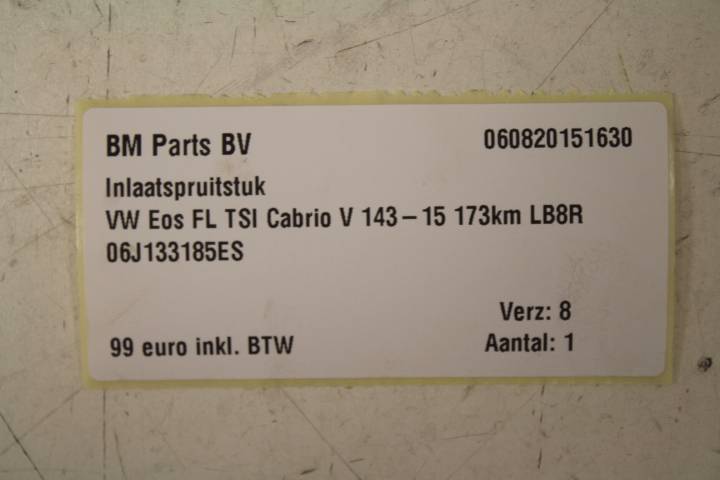 BM Parts BV 060820151630
Inlaatspruitstuk
VW Eos FL TSI Cabrio V 143 – 15 173km LB8R
06J133185ES
Verz: 8
99 euro inkl. BTW Aantal: 1